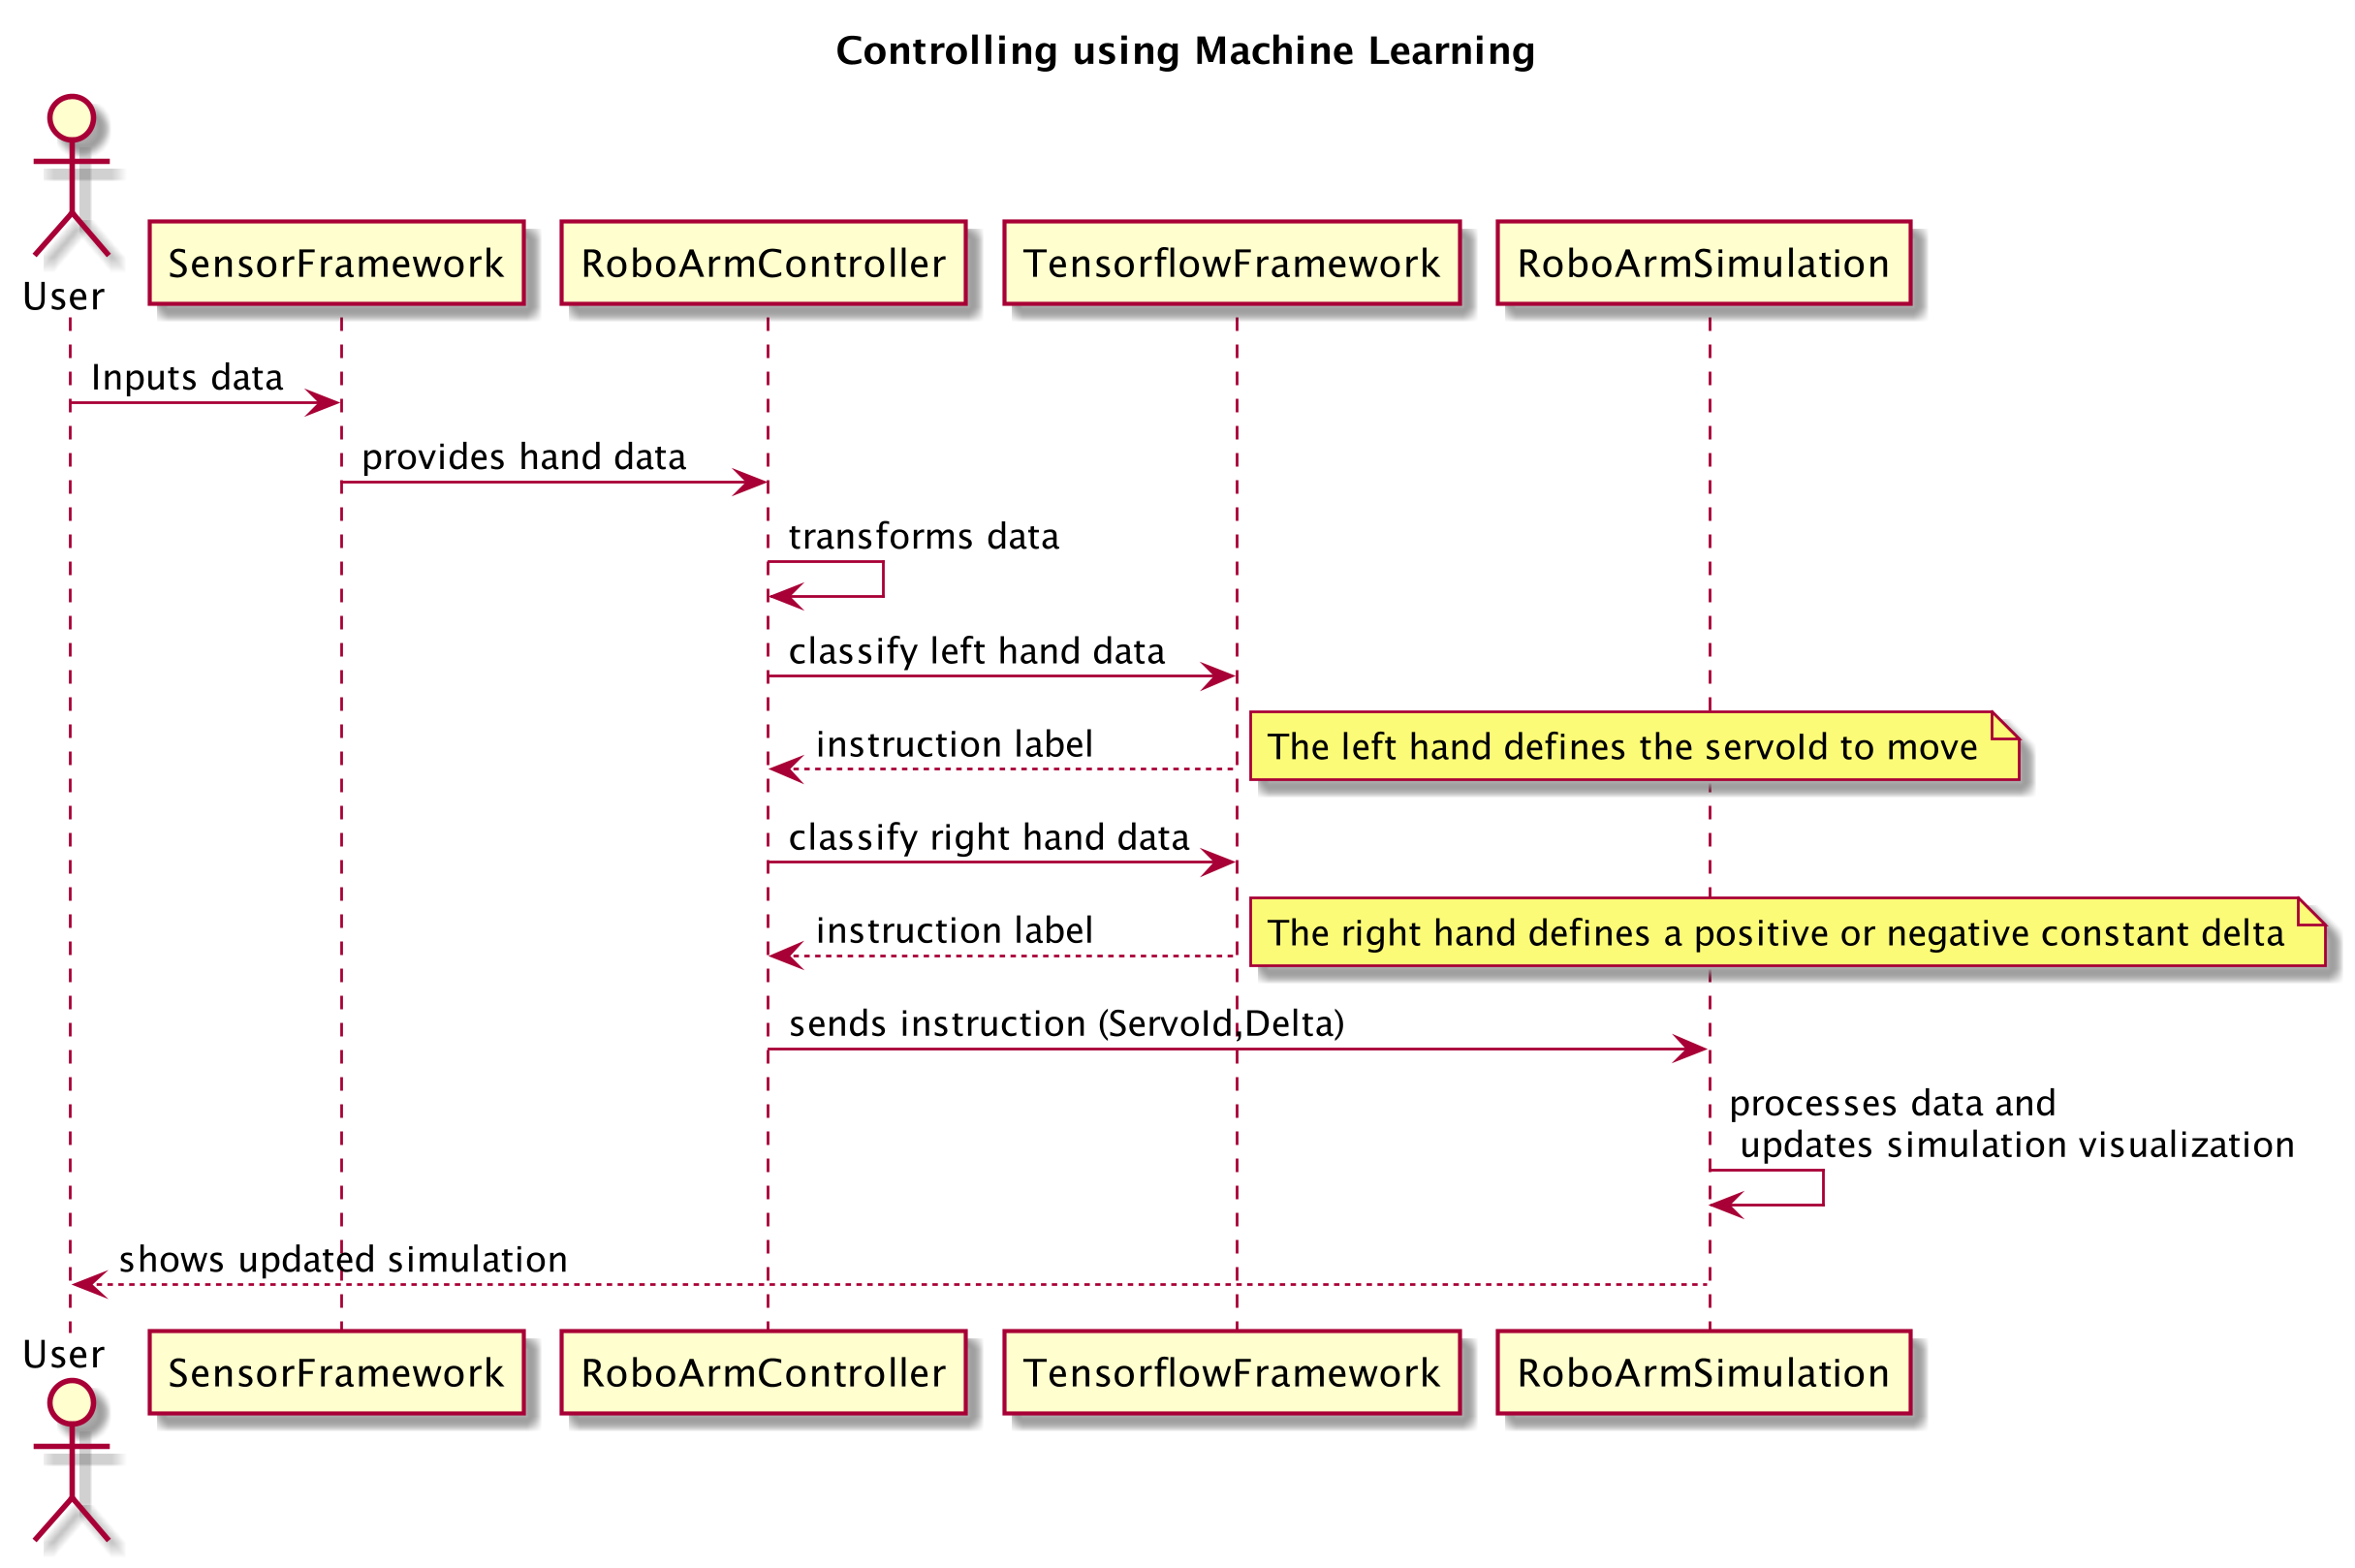 Controlling using Machine Learning
User
SensorFramework
RoboArmController
TensorflowFramework
RoboArmSimulation
Inputs data
provides hand data
transforms data
classify left hand data
instruction label
The left hand defines the servoId to move
classify right hand data
instruction label
The right hand defines a positive or negative constant delta
sends instruction (ServoId,Delta)
processes data and
updates simulation visualization
shows updated simulation
User
SensorFramework
RoboArmController
TensorflowFramework
RoboArmSimulation